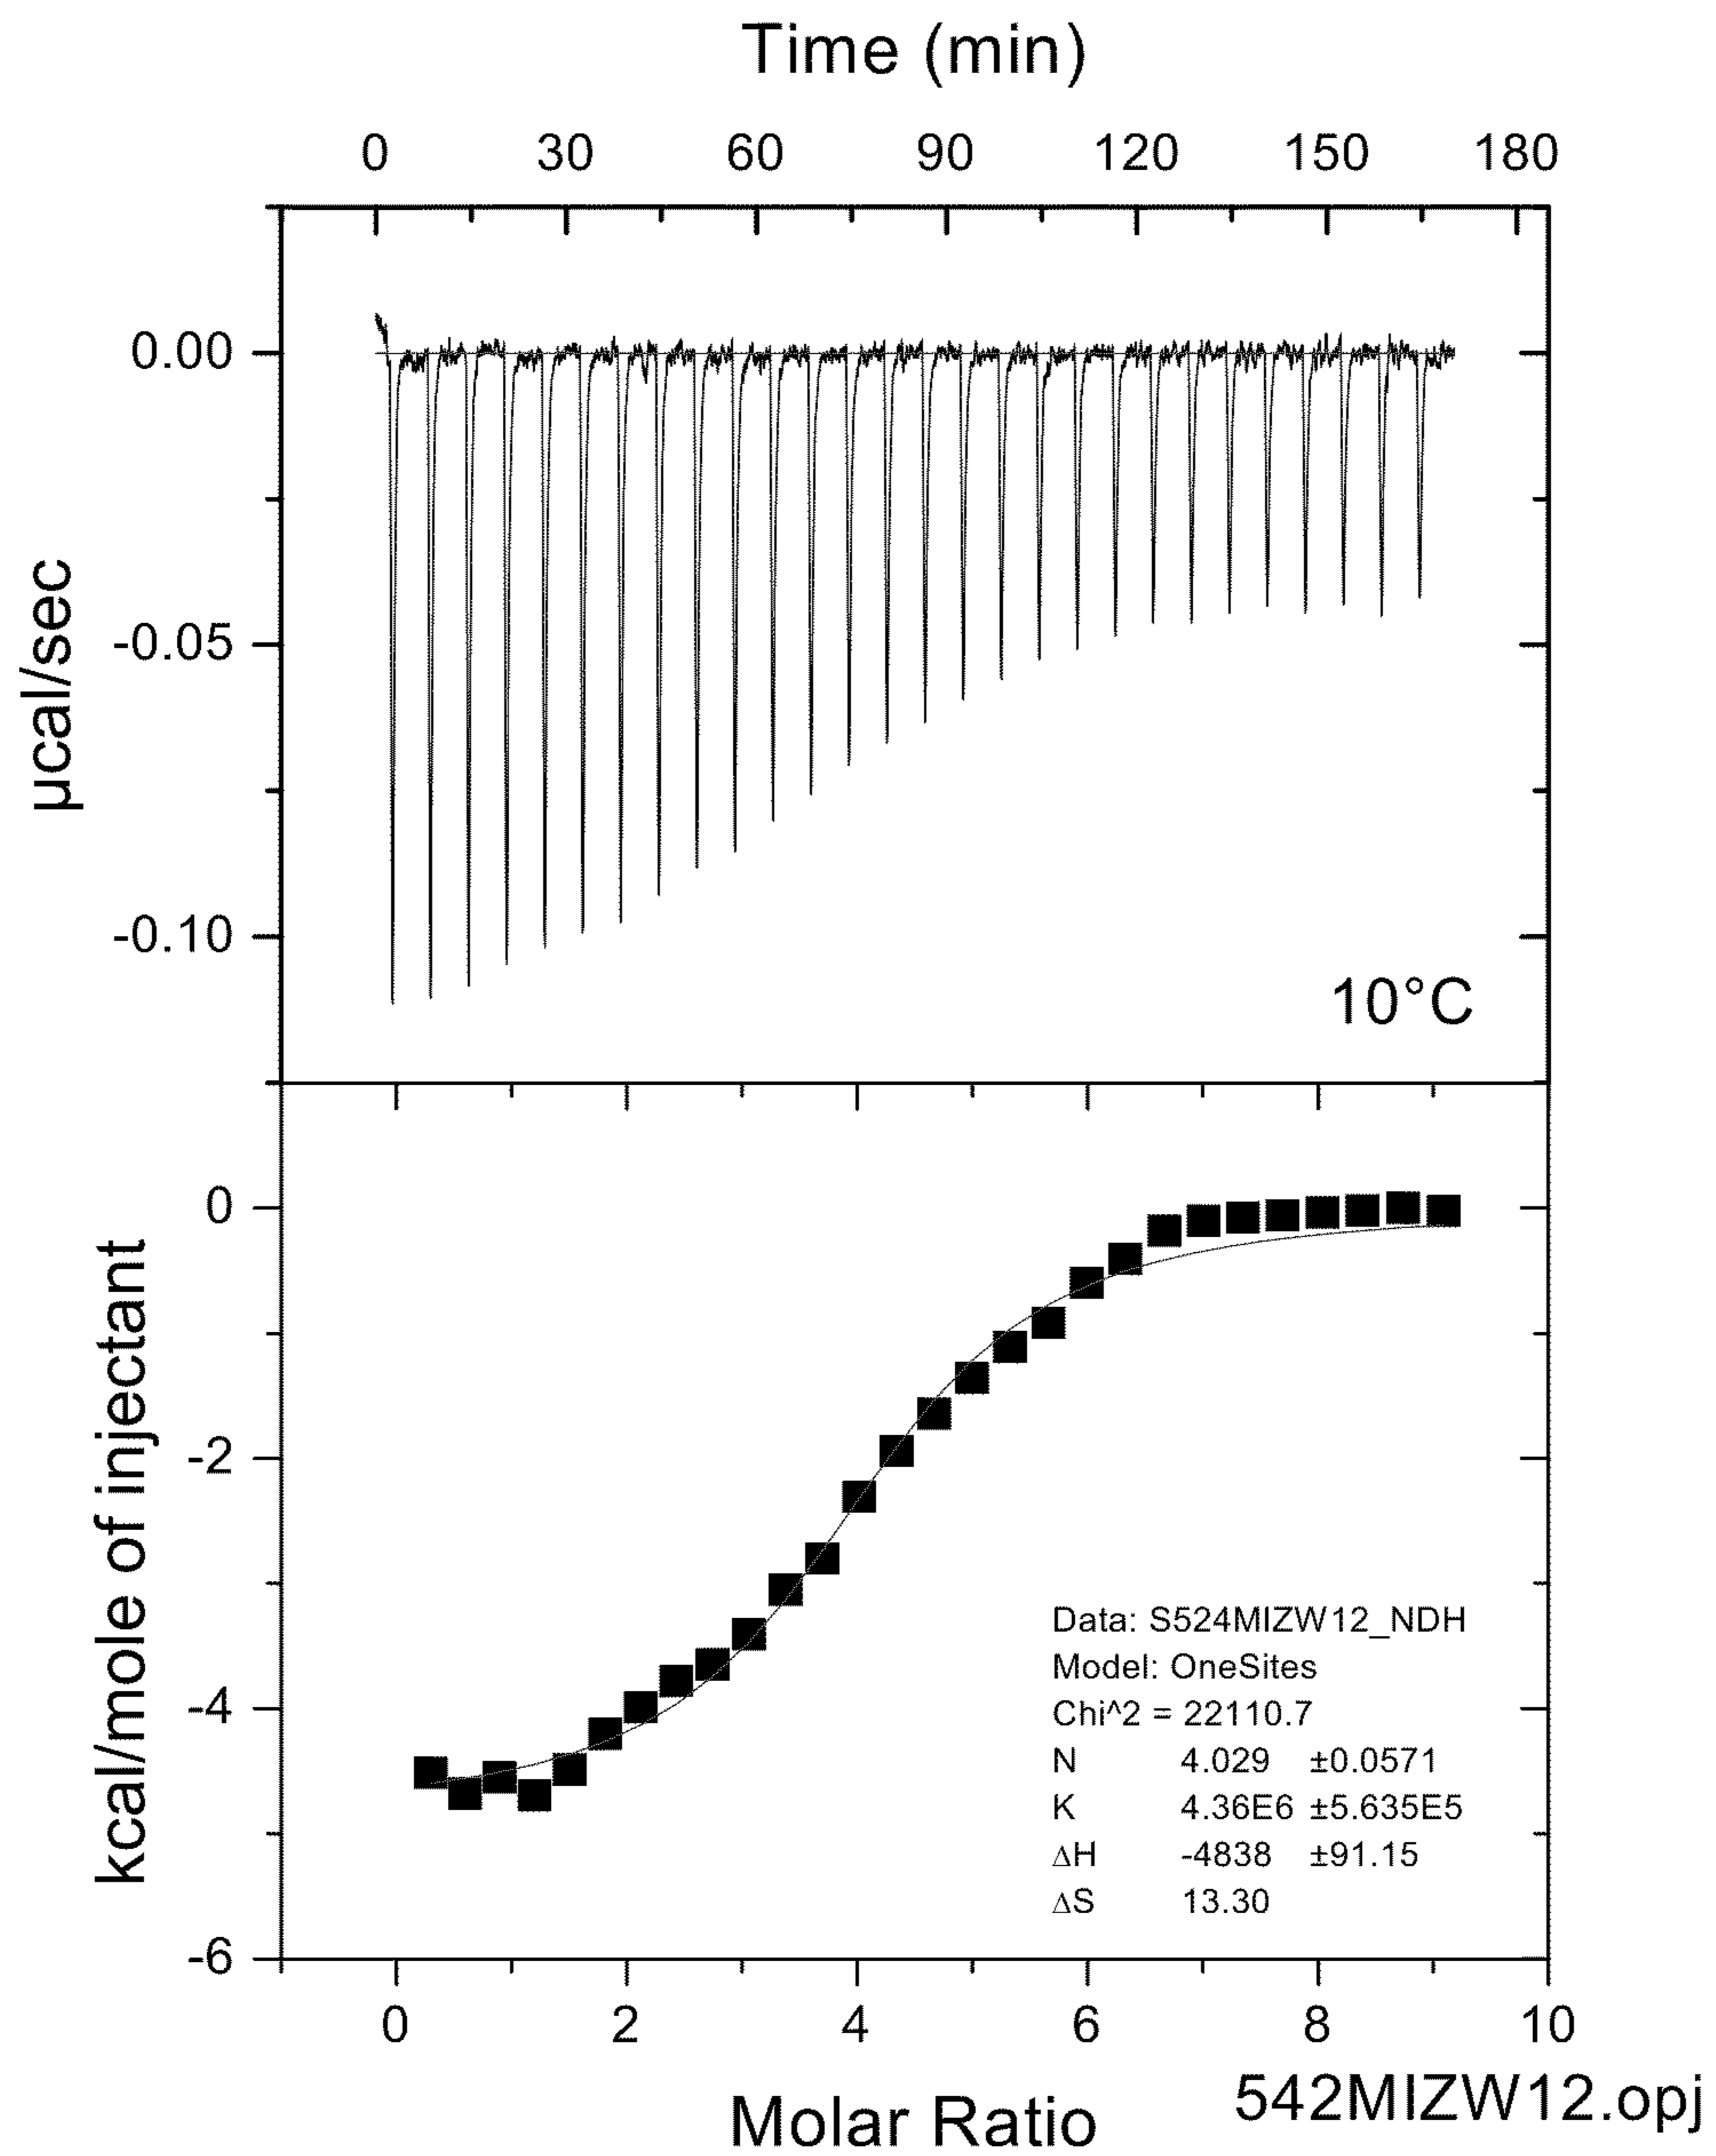 Time (min)
0 30 60 90 120 150 180
0.00
-0.05
-0.10
µcal/sec
10°C
0
-2
-4
-6
kcal/mole of injectant
Data: S524MIZW12_NDH
Model: OneSites
Chi^2 = 22110.7
N 4.029 ±0.0571
K 4.36E6 ±5.635E5
ΔH -4838 ±91.15
ΔS 13.30
0 2 4 6 8 10
Molar Ratio
542MIZW12.opj